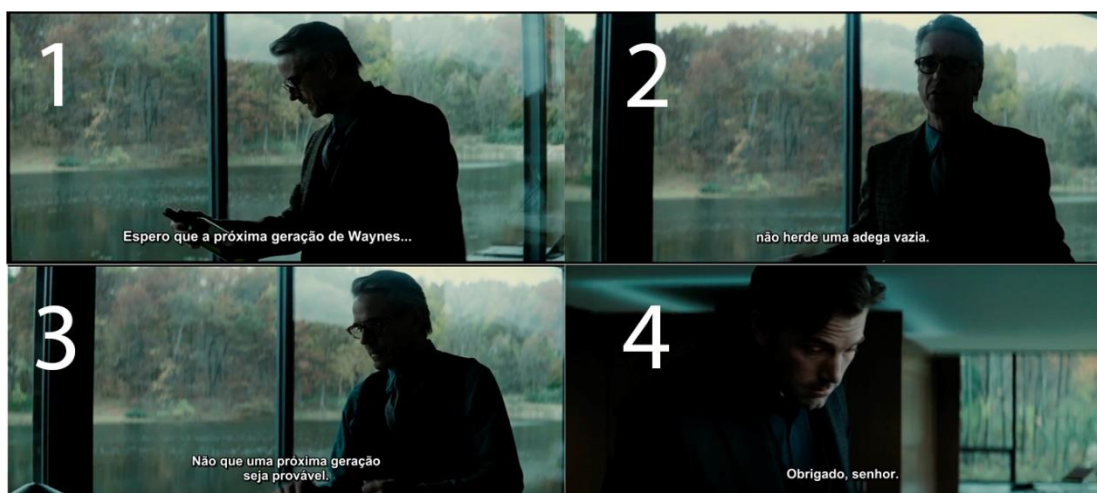 1
Espero que a próxima geração de Waynes...
2
não herde uma adega vazia.
3
Não que uma próxima geração
seja provável.
4
Obrigado, senhor.